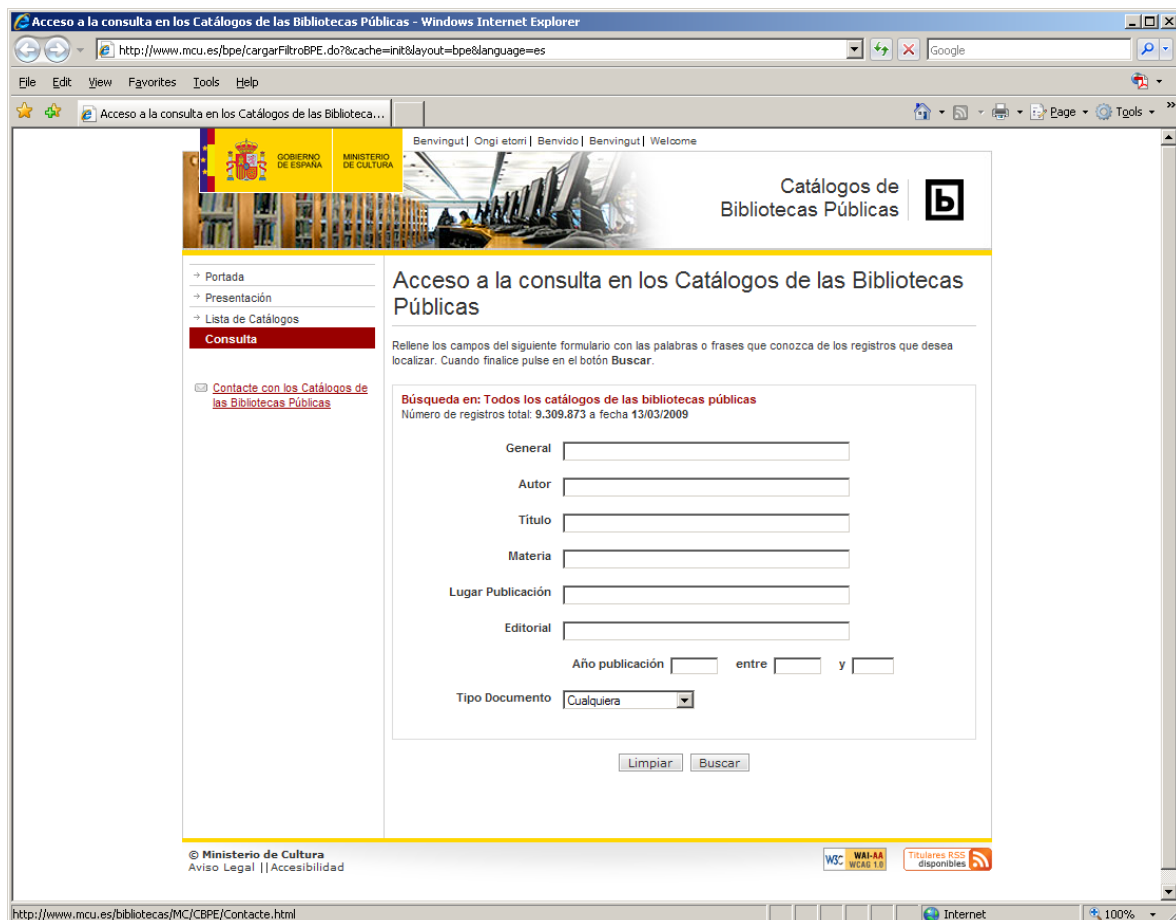 Acceso a la consulta en los Catálogos de las Bibliotecas Públicas - Windows Internet Explorer
http://www.mcu.es/bpe/cargarFiltroBPE.do?&cache=init&layout=bpe&language=es
Google
File Edit View Favorites Tools Help
Acceso a la consulta en los Catálogos de las Biblioteca...
Page Tools »
Benvingut| Ongi etorri| Benvido| Benvingut| Welcome
GOBIERNO DE ESPAÑA
MINISTERIO DE CULTURA
Catálogos de
Bibliotecas Públicas
b
Portada
Presentación
Lista de Catálogos
Consulta
Contacte con los Catálogos de
las Bibliotecas Públicas
Acceso a la consulta en los Catálogos de las Bibliotecas
Públicas
Rellene los campos del siguiente formulario con las palabras o frases que conozca de los registros que desea
localizar. Cuando finalice pulse en el botón Buscar.
Búsqueda en: Todos los catálogos de las bibliotecas públicas
Número de registros total: 9.309.873 a fecha 13/03/2009
General
Autor
Título
Materia
Lugar Publicación
Editorial
Año publicación entre y
Tipo Documento Cualquiera
Limpiar Buscar
© Ministerio de Cultura
Aviso Legal || Accesibilidad
W3C WAI-AA WCAG 1.0
Titulares RSS
disponibles
http://www.mcu.es/bibliotecas/MC/CBPE/Contacte.html
Internet
100%